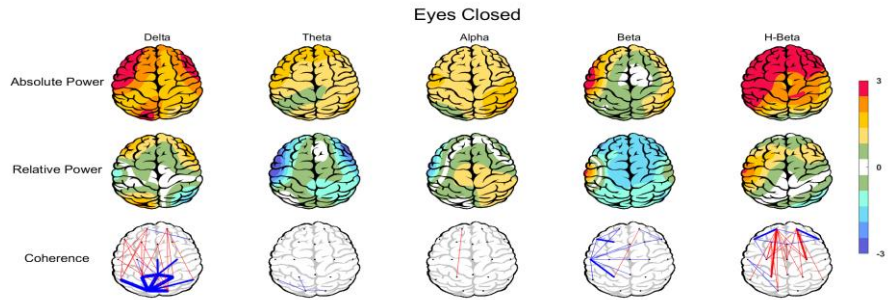 Eyes Closed
Delta Theta Alpha Beta H-Beta
Absolute Power
3
Relative Power
0
Coherence
-3